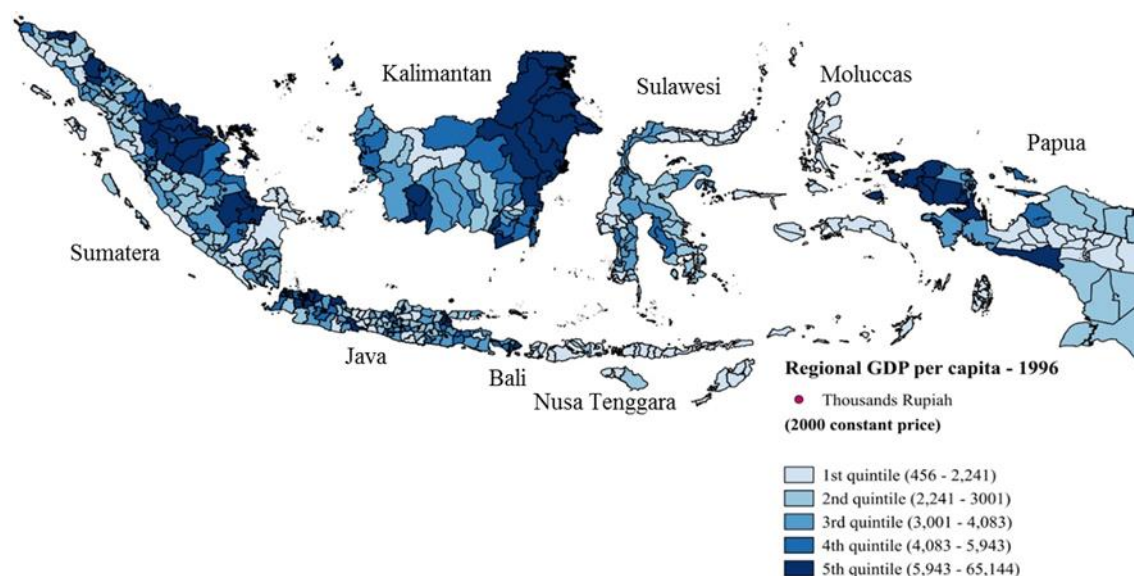 Kalimantan
Sulawesi
Moluccas
Papua
Sumatera
Java
Bali
Nusa Tenggara
Regional GDP per capita - 1996
Thousands Rupiah
(2000 constant price)
1st quintile (456 - 2,241)
2nd quintile (2,241 - 3001)
3rd quintile (3,001 - 4,083)
4th quintile (4,083 - 5,943)
5th quintile (5,943 - 65,144)